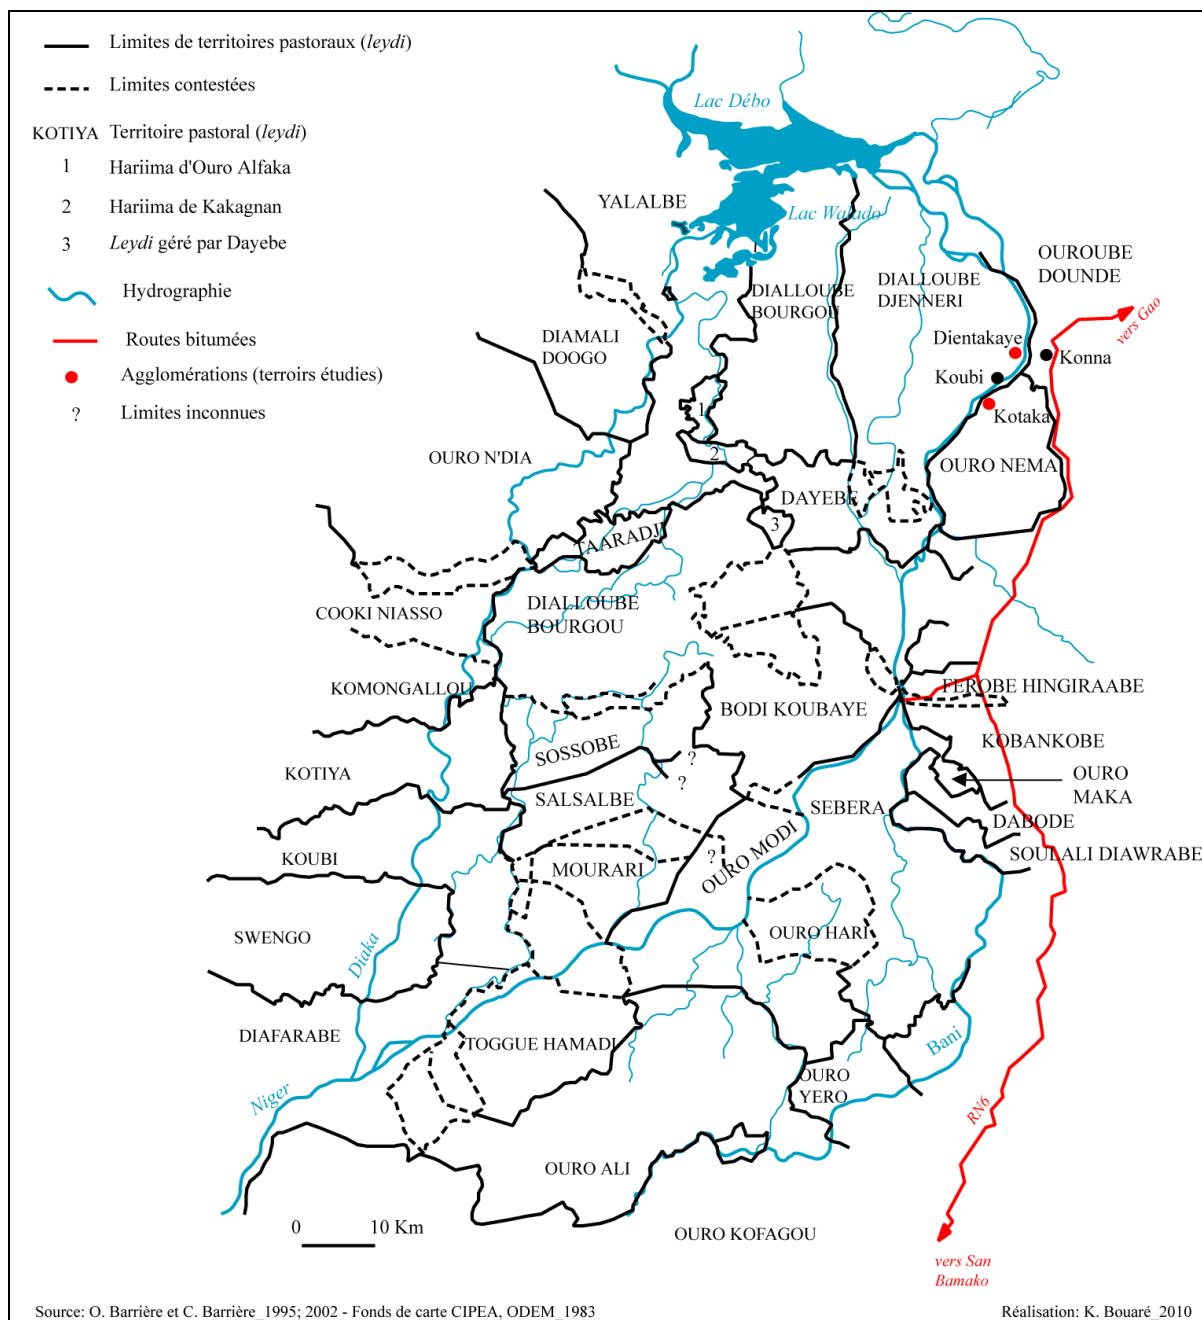 Limites de territoires pastoraux (leydi)
Limites contestées
KOTIYA Territoire pastoral (leydi)
1 Hariima d'Ouro Alfaka
2 Hariima de Kakagnan
3 Leydi géré par Dayebe
Hydrographie
Routes bitumées
Agglomérations (terroirs étudies)
? Limites inconnues
Lac Débo
YALALBE
Lac Walado
OUROUBE
DOUNDE
DIALLOUBE
DJENNERI
DIALLOUBE
BOURGOU
vers Gao
DIAMALI
DOOGO
Dientakaye
Konna
Koubi
Kotaka
1
2
OURO N'DIA
OURO NEMA
DAYEBE
3
TAARADJI
COOKI NIASSO
DIALLOUBE
BOURGOU
KOMONGALLOU
FEROBE HINGIRAABE
BODI KOUBAYE
KOBANKOBE
SOSSOBE
?
?
KOTIYA
OURO
MAKA
SALSALBE
SEBERA
DABODE
KOUBI
MOURARI
?
OURO MODI
SOULALI DIAWRABE
SWENGO
Diaka
OURO HARI
DIAFARABE
TOGGUE HAMADI
Bani
Niger
OURO
YERO
RN6
OURO ALI
OURO KOFAGOU
0 10 Km
vers San
Bamako
Source: O. Barrière et C. Barrière_1995; 2002 - Fonds de carte CIPEA, ODEM_1983
Réalisation: K. Bouaré_2010